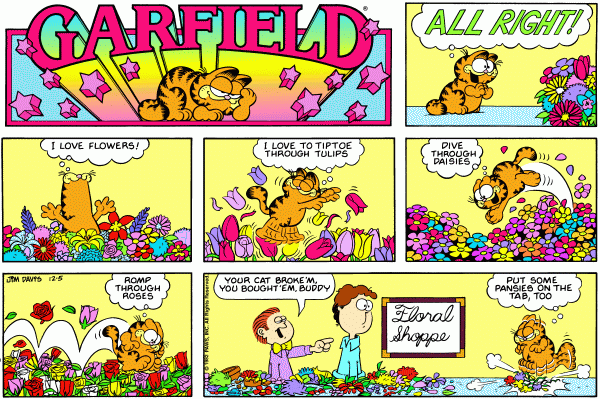 GARFIELD
®
ALL RIGHT!
I LOVE FLOWERS!
I LOVE TO TIPTOE
THROUGH TULIPS
DIVE
THROUGH
DAISIES
JIM DAVIS 12-5
ROMP
THROUGH
ROSES
YOUR CAT BROKE'M,
YOU BOUGHT'EM, BUDDY
Floral
Shoppe
PUT SOME
PANSIES ON THE
TAB, TOO